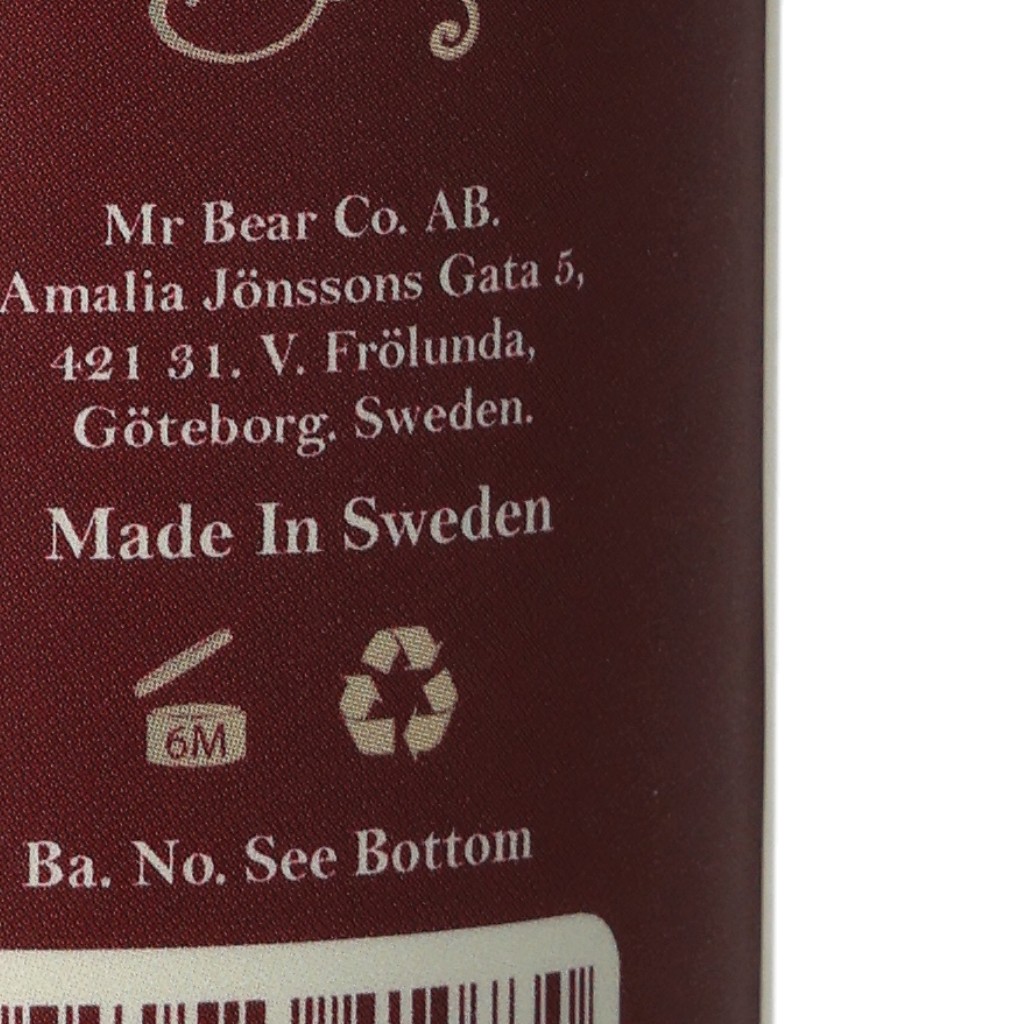 Mr Bear Co. AB.
Amalia Jönssons Gata 5,
421 31. V. Frölunda,
Göteborg. Sweden.
Made In Sweden
6M
Ba. No. See Bottom